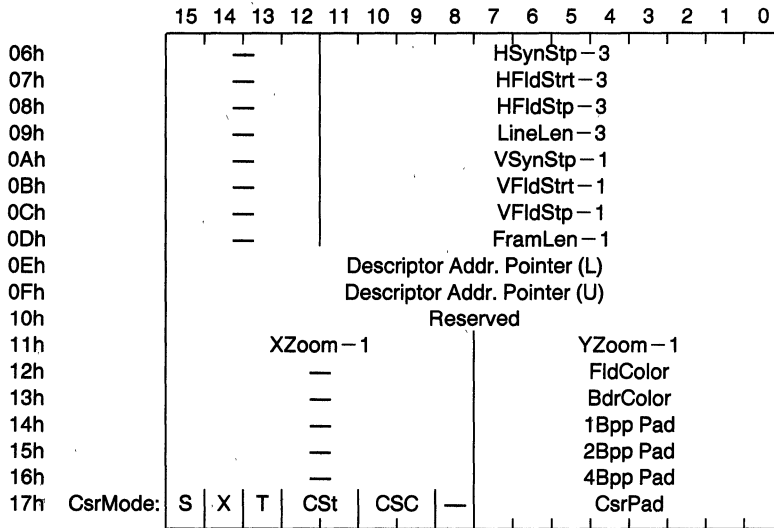 15 14 13 12 11 10 9 8 7 6 5 4 3 2 1 0
06h — HSynStp−3
07h — HFldStrt−3
08h — HFldStp−3
09h — LineLen−3
0Ah — VSynStp−1
0Bh — VFldStrt−1
0Ch — VFldStp−1
0Dh — FramLen−1
0Eh Descriptor Addr. Pointer (L)
0Fh Descriptor Addr. Pointer (U)
10h Reserved
11h XZoom−1 YZoom−1
12h — FldColor
13h — BdrColor
14h — 1Bpp Pad
15h — 2Bpp Pad
16h — 4Bpp Pad
17h CsrMode: S X T CSt CSC — CsrPad